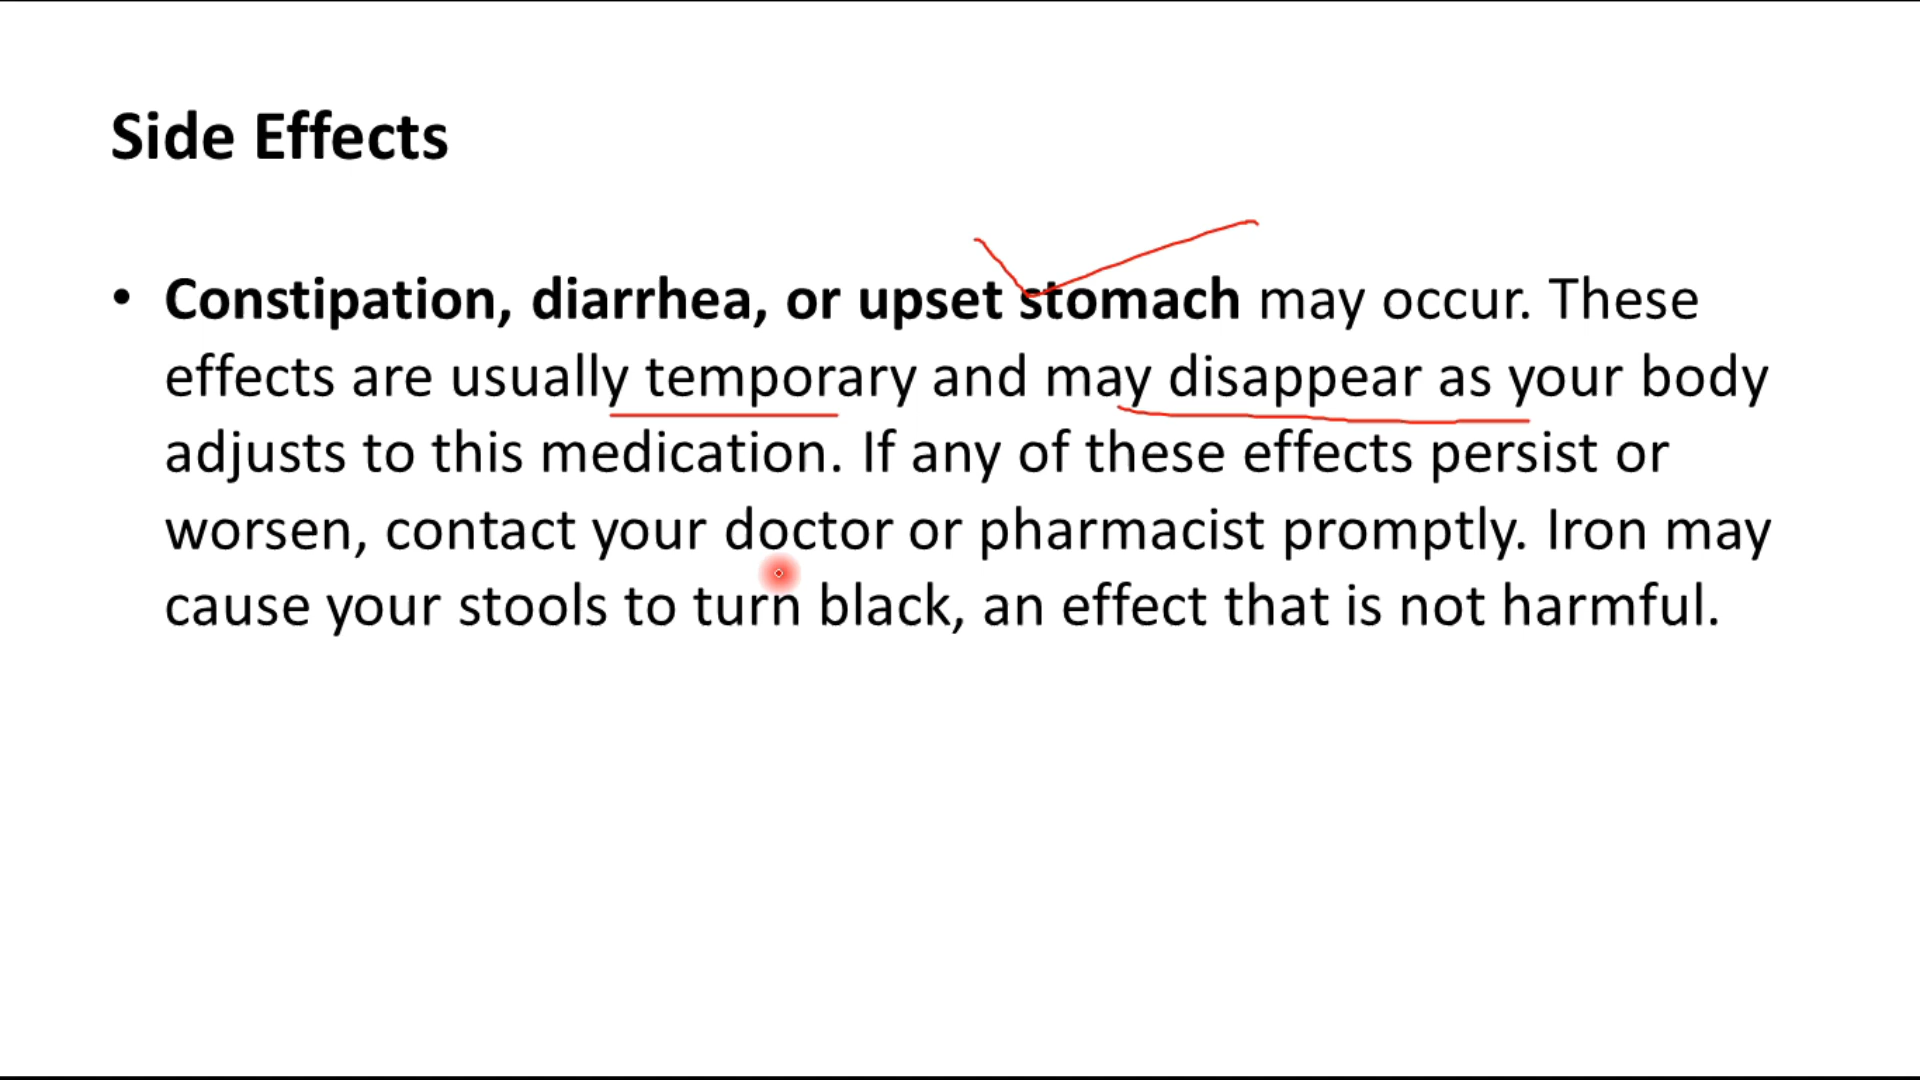 Side Effects
• Constipation, diarrhea, or upset stomach may occur. These
effects are usually temporary and may disappear as your body
adjusts to this medication. If any of these effects persist or
worsen, contact your doctor or pharmacist promptly. Iron may
cause your stools to turn black, an effect that is not harmful.